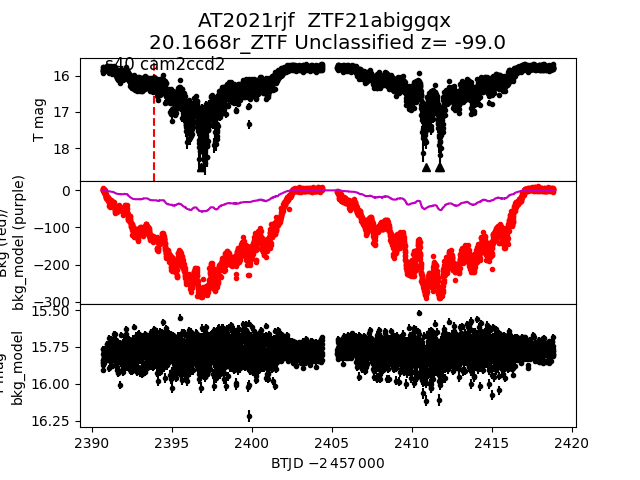 AT2021rjf ZTF21abiggqx
20.1668r_ZTF Unclassified z= -99.0
s40 cam2ccd2
T mag
16
17
18
Bkg (red)/
bkg_model (purple)
0
−100
−200
−300
bkg_model
15.50
15.75
16.00
16.25
2390
2395
2400
2405
2410
2415
2420
BTJD −2 457 000